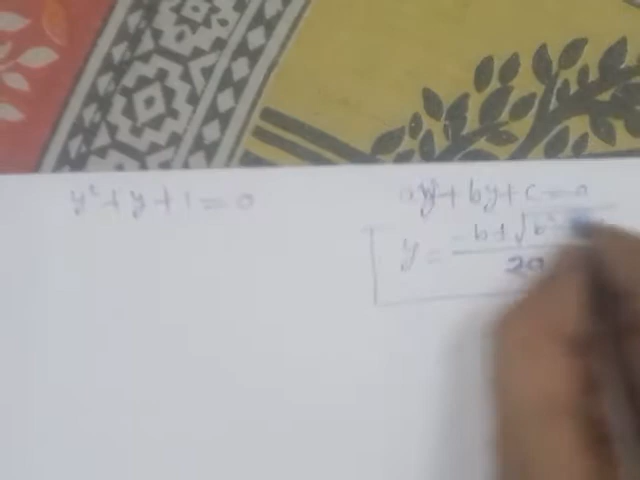 y² + y + 1 = 0
ay² + by + c = 0
y = -b + √b²
2a